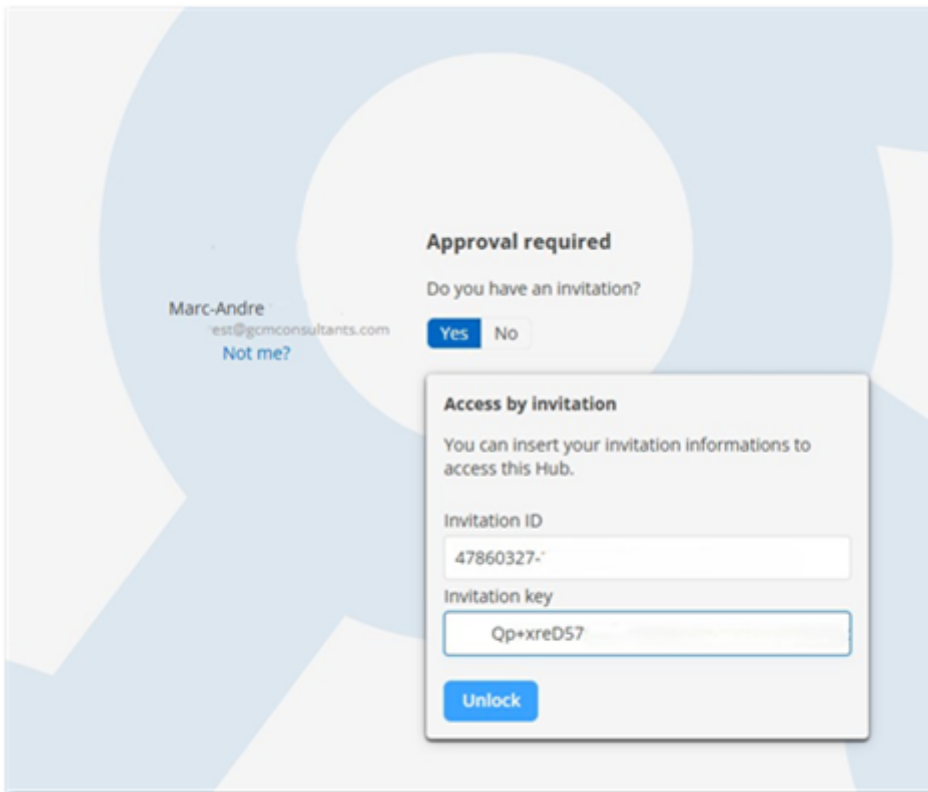 Marc-Andre
est@gcmconsultants.com
Not me?
Approval required
Do you have an invitation?
Yes No
Access by invitation
You can insert your invitation informations to
access this Hub.
Invitation ID
47860327-
Invitation key
Qp+xreD57
Unlock